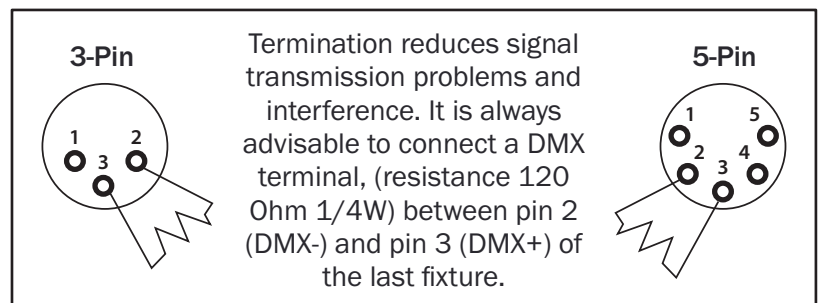 3-Pin
1 2
3
Termination reduces signal
transmission problems and
interference. It is always
advisable to connect a DMX
terminal, (resistance 120
Ohm 1/4W) between pin 2
(DMX-) and pin 3 (DMX+) of
the last fixture.
5-Pin
1 5
2 4
3